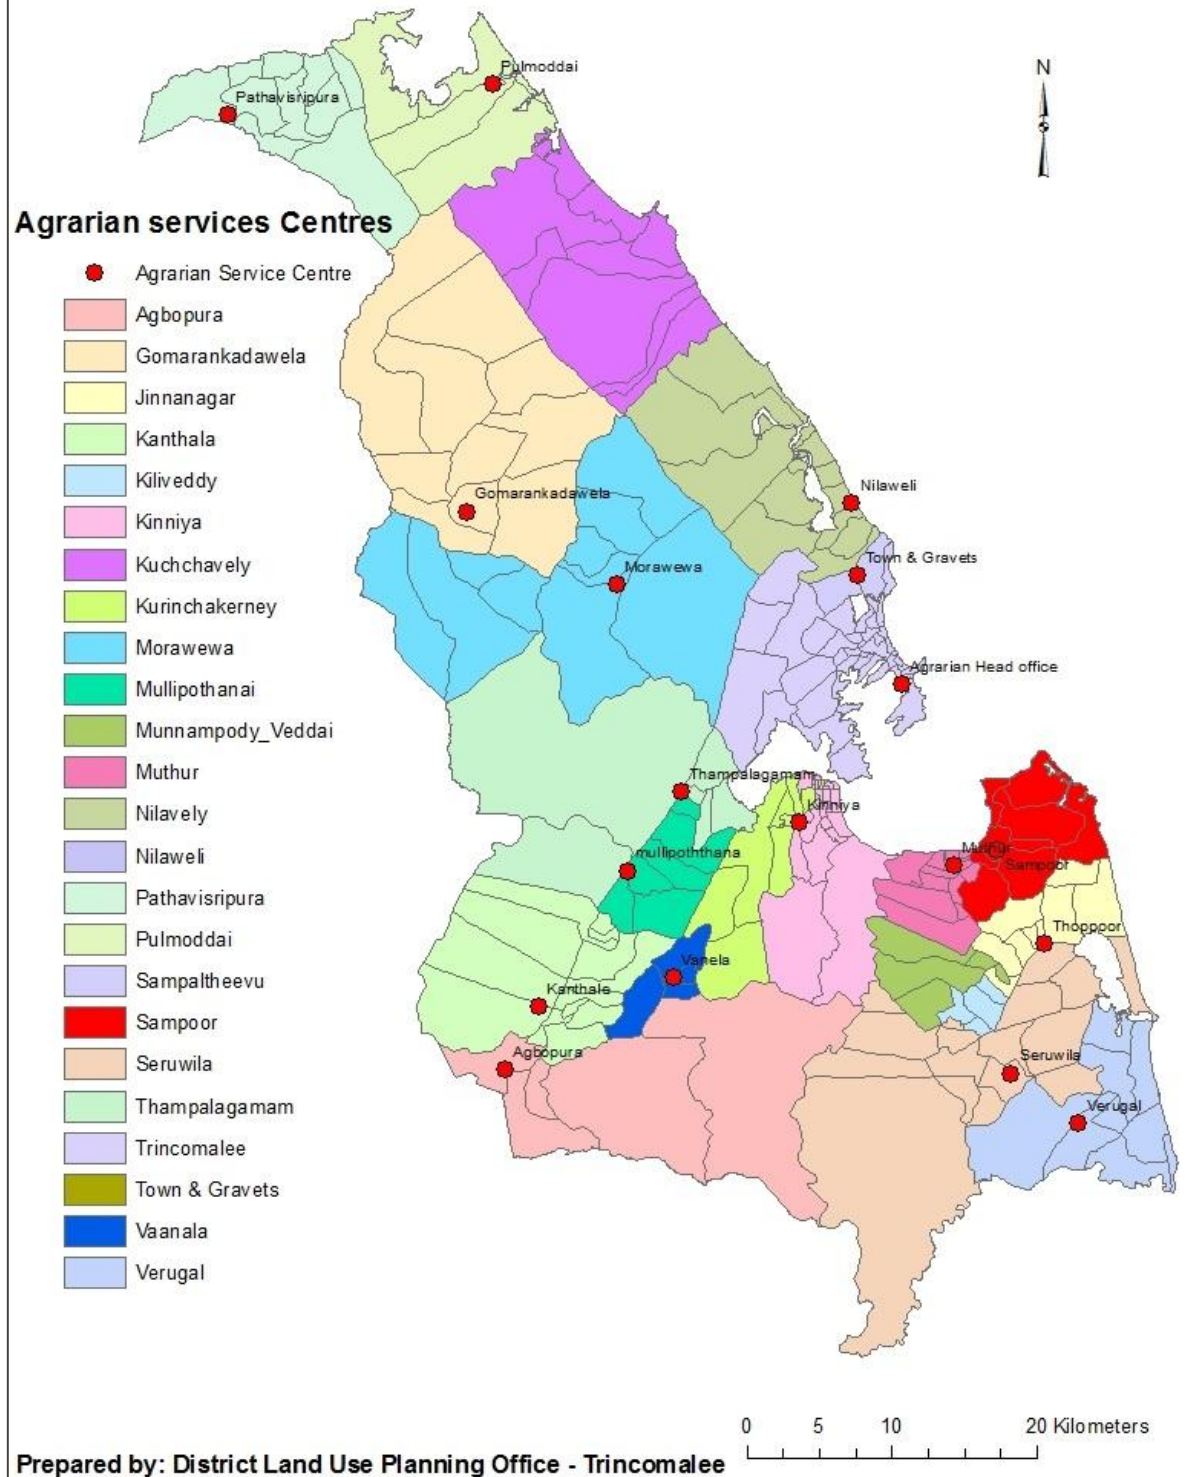 Pulmoddai
Pathavisripura
N
Agrarian services Centres
Agrarian Service Centre
Agbopura
Gomarankadawela
Jinnanagar
Kanthala
Kiliveddy
Kinniya
Kuchchavely
Kurinchakerney
Morawewa
Mullipothanai
Munnampody_Veddai
Muthur
Nilavely
Nilaweli
Pathavisripura
Pulmoddai
Sampaltheevu
Sampoor
Seruwila
Thampalagamam
Trincomalee
Town & Gravets
Vaanala
Verugal
Nilaweli
Gomarankadawela
Town & Gravets
Morawewa
Agrarian Head office
Thampalagamam
Kinniya
mullipoththana
Muthur
Sampoor
Thoppoor
Vanela
Kanthale
Agbopura
Seruwila
Verugal
0 5 10 20 Kilometers
Prepared by: District Land Use Planning Office - Trincomalee